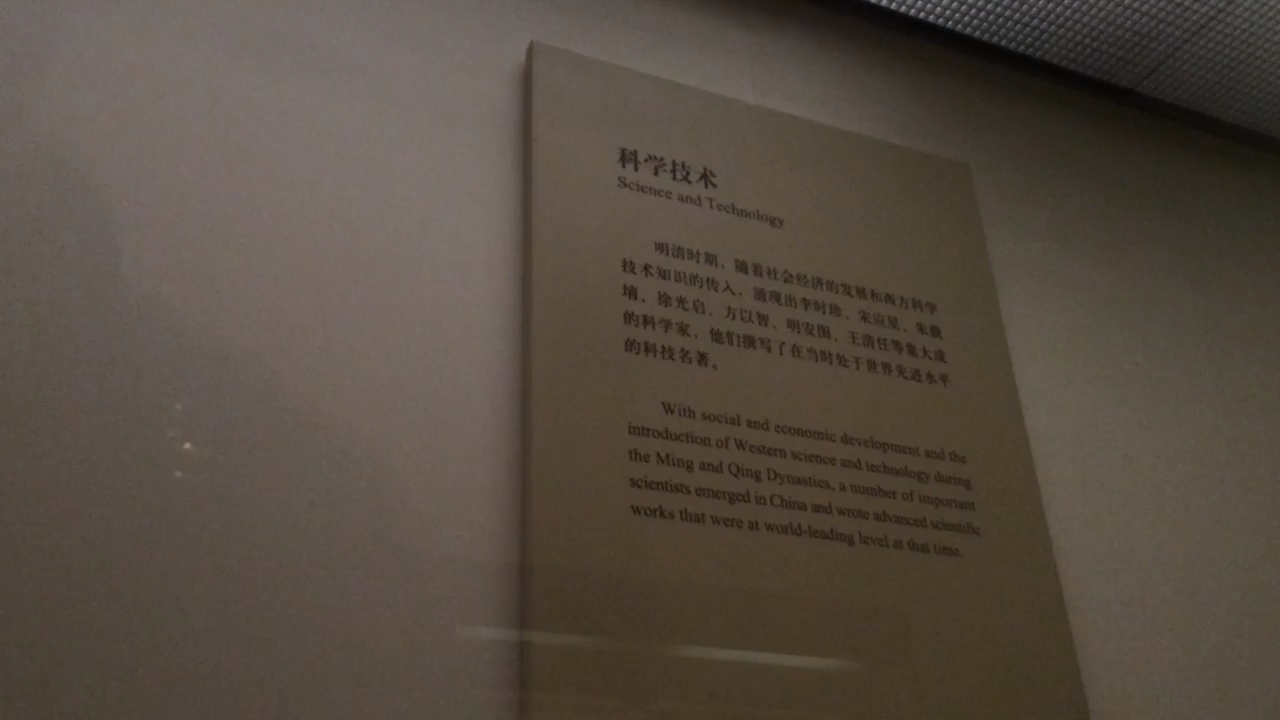 科学技术
Science and Technology
明清时期，随着社会经济的发展和西方科学
技术知识的传入，涌现出李时珍、宋应星、朱载
堉、徐光启、方以智、明安图、王清任等集大成
的科学家，他们撰写了在当时处于世界先进水平
的科技名著。
With social and economic development and the
introduction of Western science and technology during
the Ming and Qing Dynasties, a number of important
scientists emerged in China and wrote advanced scientific
works that were at world-leading level at that time.